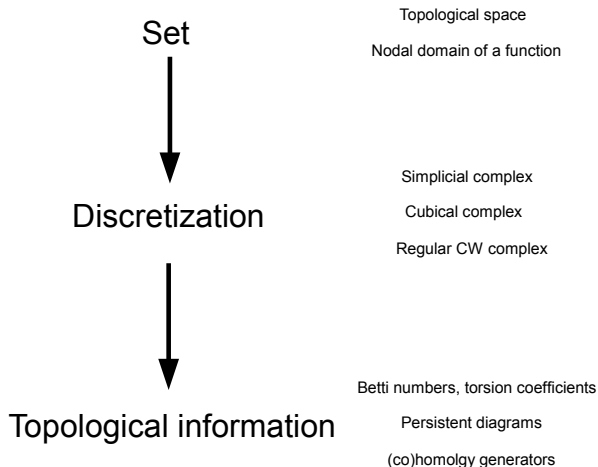 Set
Topological space
Nodal domain of a function
Discretization
Simplicial complex
Cubical complex
Regular CW complex
Topological information
Betti numbers, torsion coefficients
Persistent diagrams
(co)homolgy generators